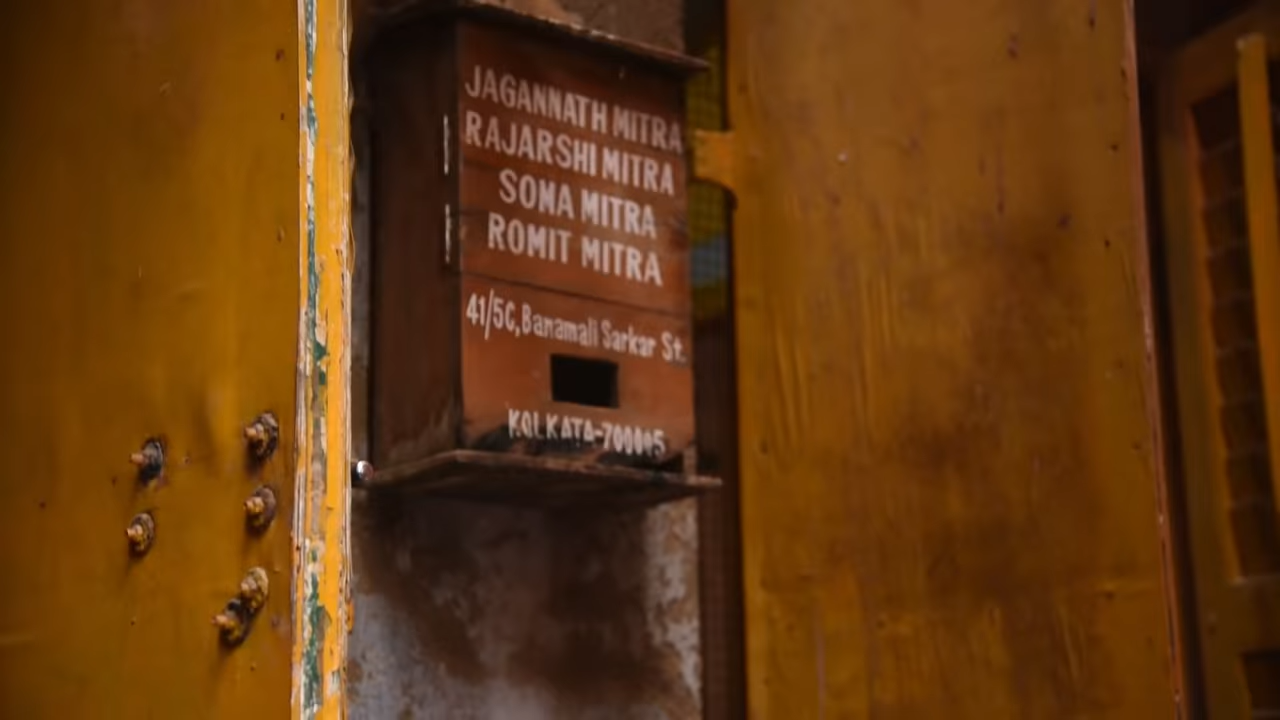 JAGANNATH MITRA
RAJARSHI MITRA
SOMA MITRA
ROMIT MITRA
41/5C, Banamali Sarkar St.
KOLKATA-700005